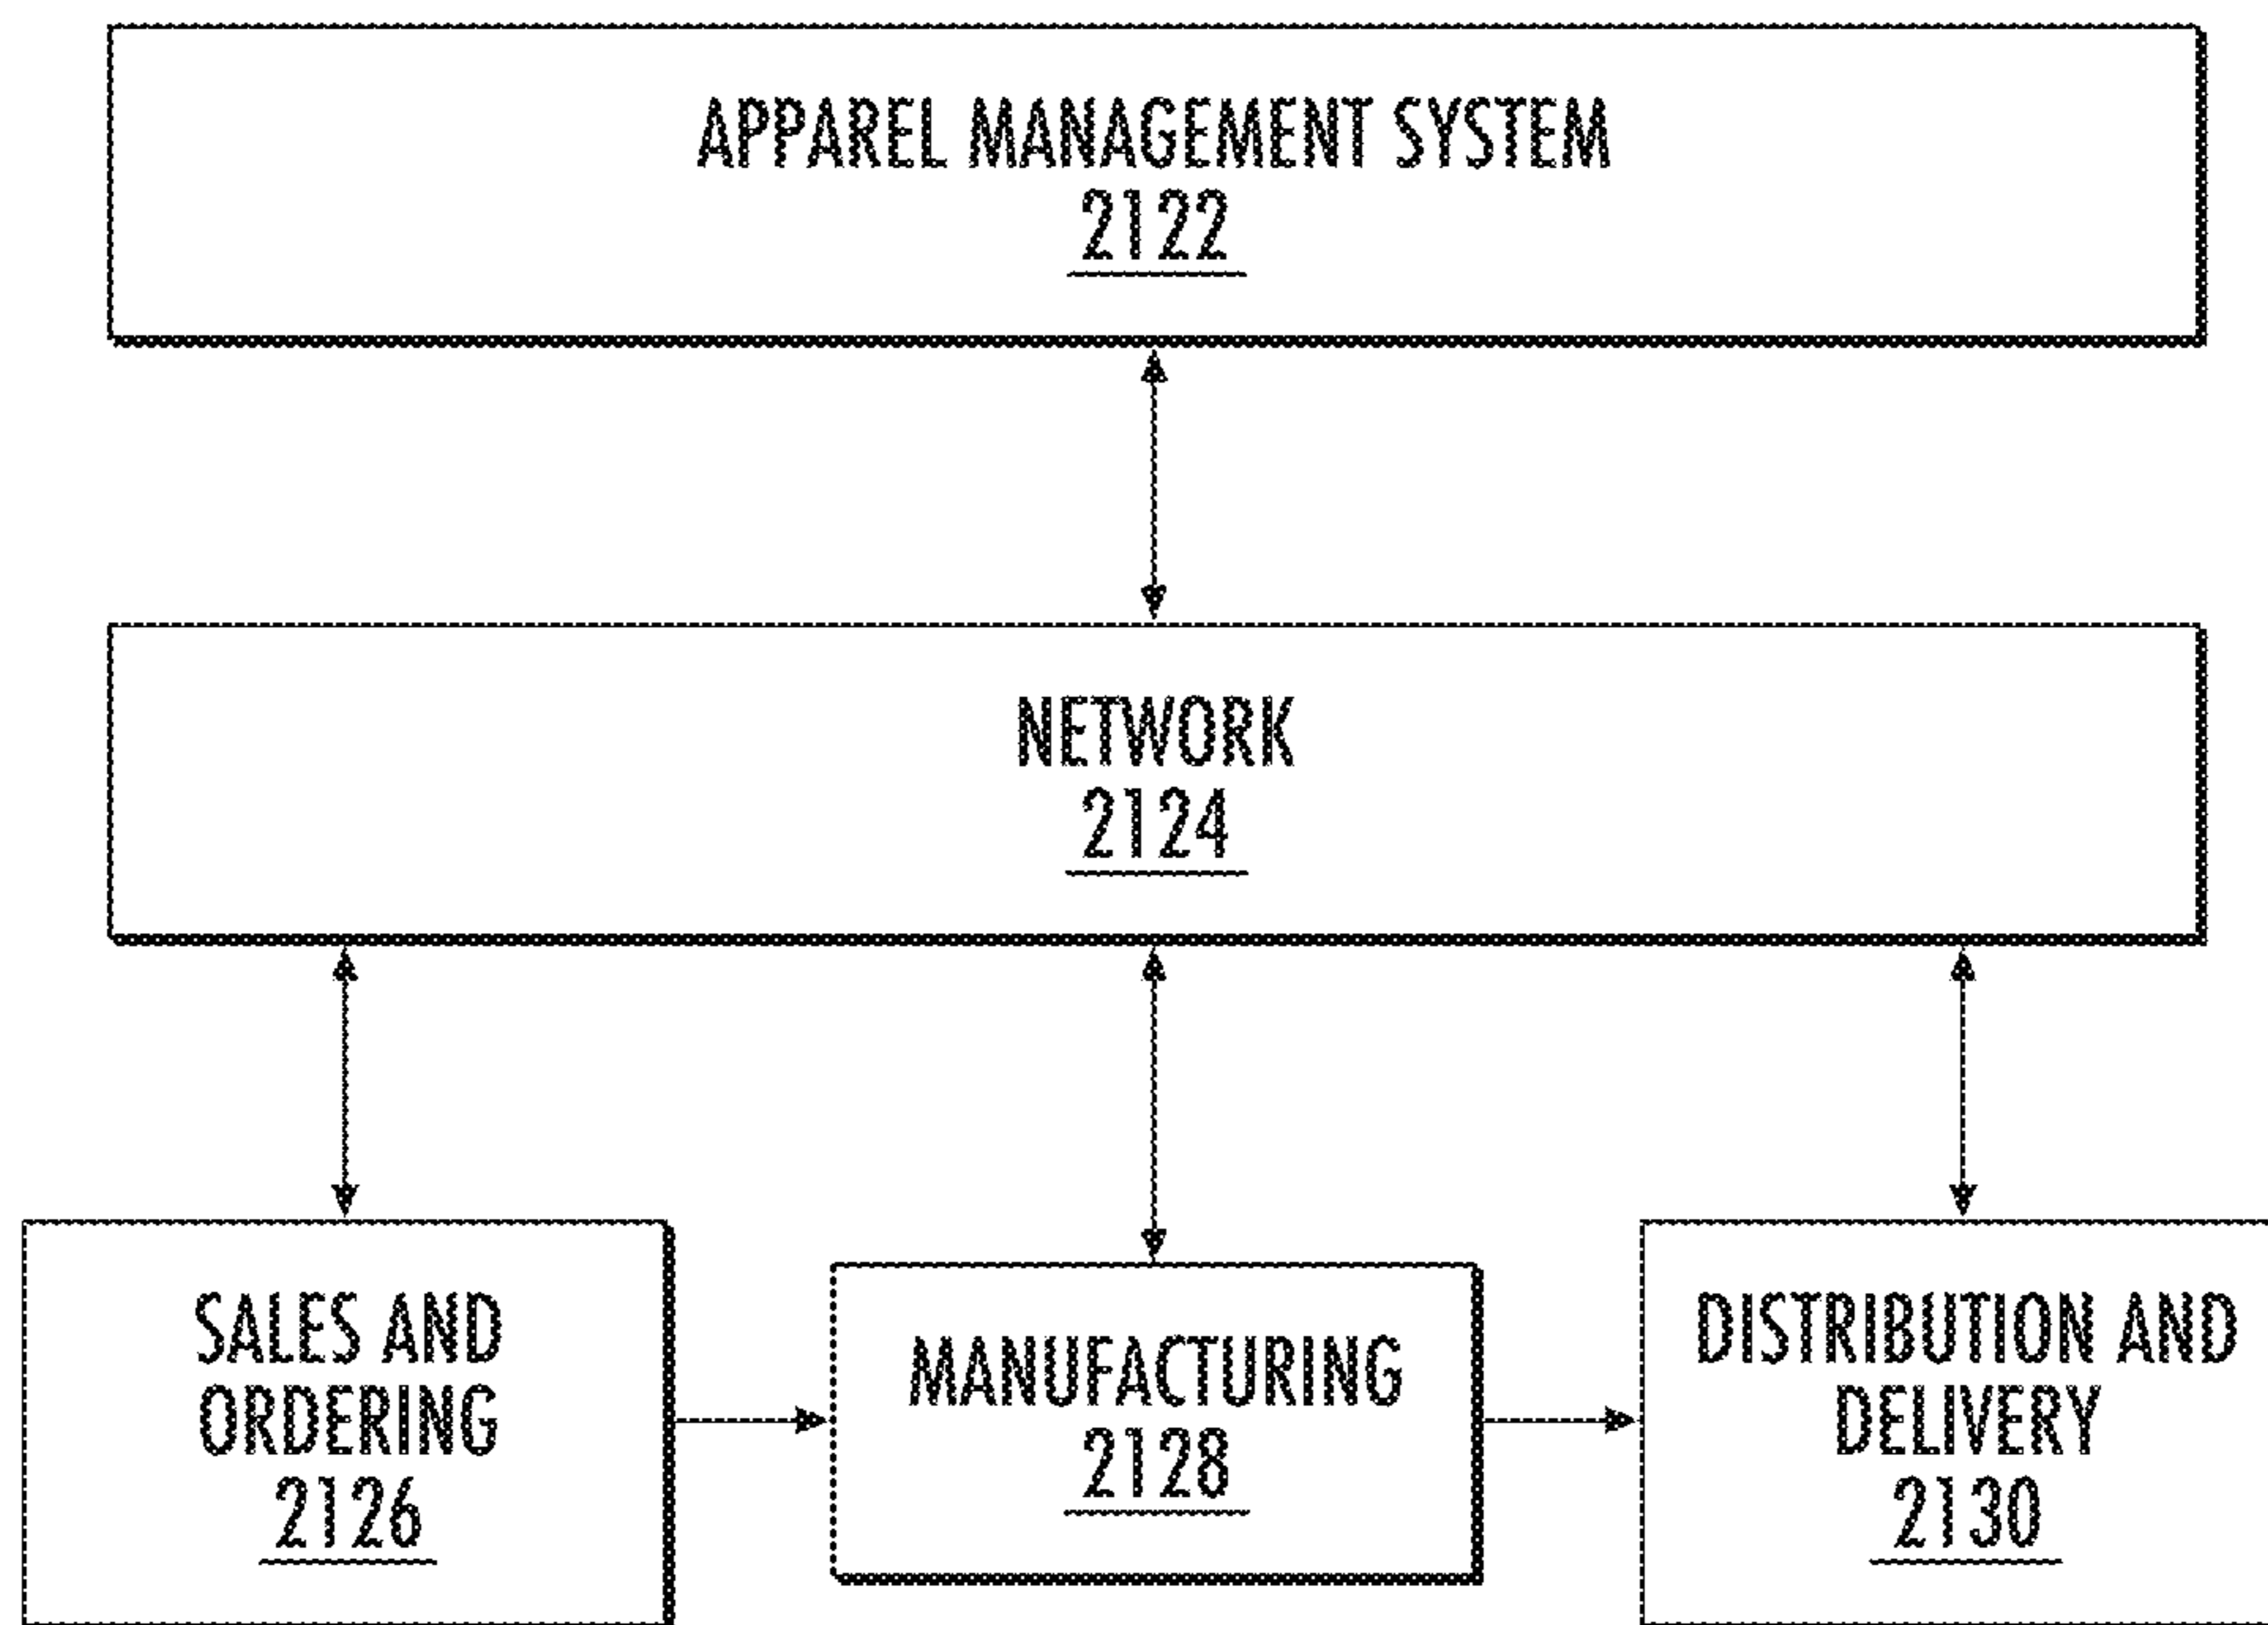 APPAREL MANAGEMENT SYSTEM
2122
NETWORK
2124
SALES AND
ORDERING
2126
MANUFACTURING
2128
DISTRIBUTION AND
DELIVERY
2130